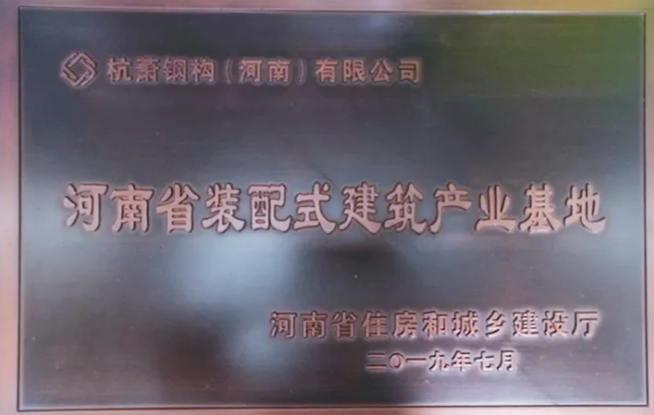 杭萧钢构（河南）有限公司
河南省装配式建筑产业基地
河南省住房和城乡建设厅
二〇一九年七月